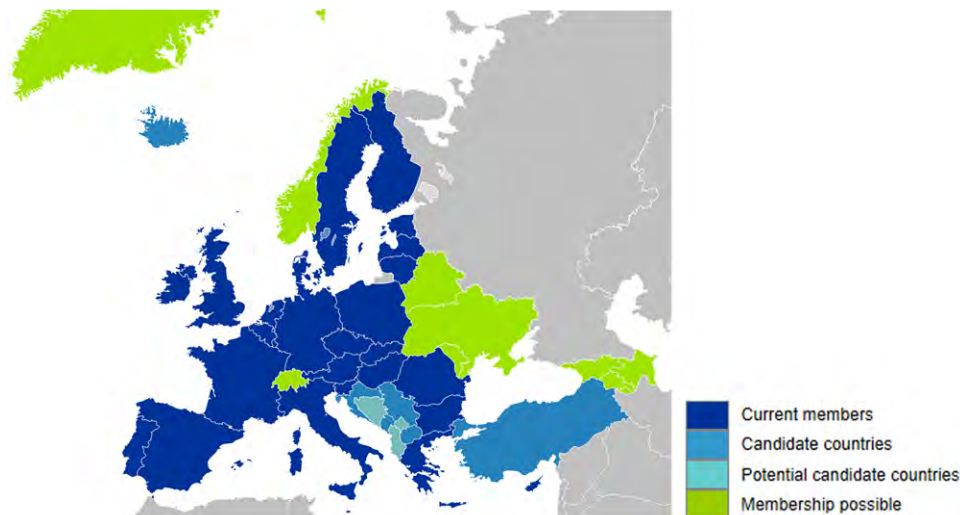 Current members
Candidate countries
Potential candidate countries
Membership possible